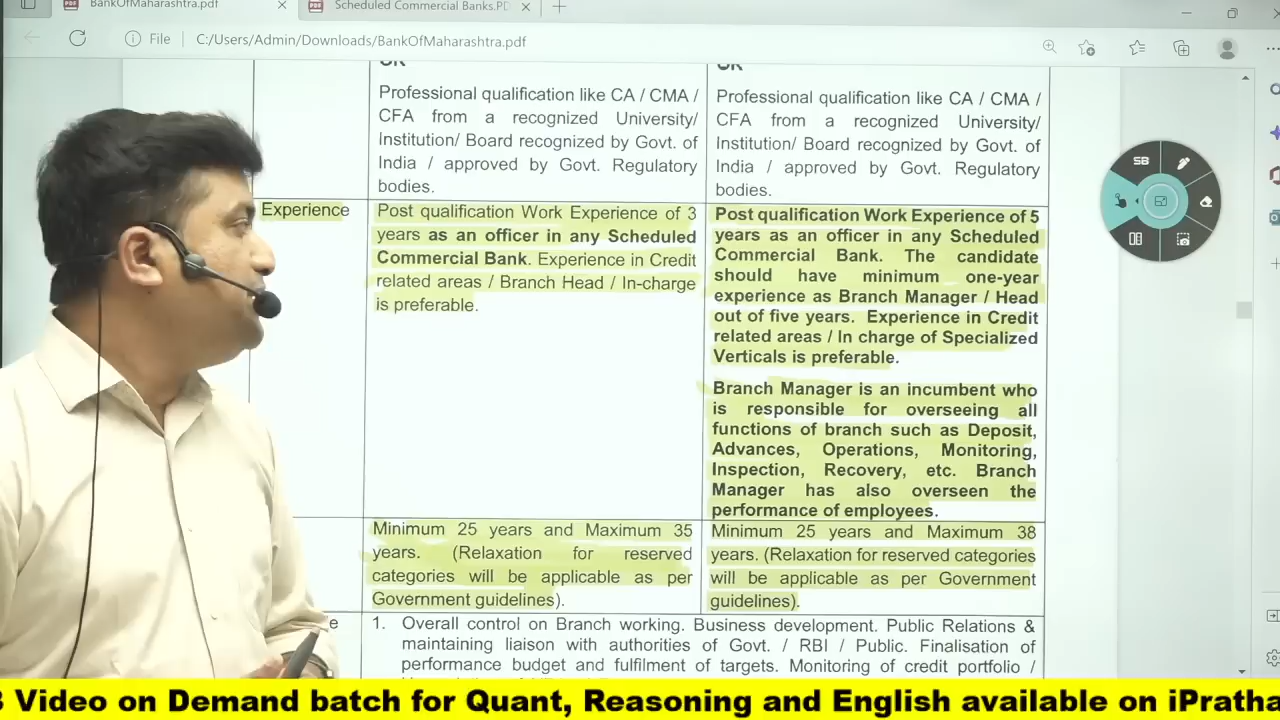 BankOfMaharashtra.pdf
Scheduled Commercial Banks.PD
File
C:/Users/Admin/Downloads/BankOfMaharashtra.pdf
OR
Professional qualification like CA / CMA /
CFA from a recognized University/
Institution/ Board recognized by Govt. of
India / approved by Govt. Regulatory
bodies.
OR
Professional qualification like CA / CMA /
CFA from a recognized University/
Institution/ Board recognized by Govt. of
India / approved by Govt. Regulatory
bodies.
SB
Experience
Post qualification Work Experience of 3
years as an officer in any Scheduled
Commercial Bank. Experience in Credit
related areas / Branch Head / In-charge
is preferable.
Post qualification Work Experience of 5
years as an officer in any Scheduled
Commercial Bank. The candidate
should have minimum one-year
experience as Branch Manager / Head
out of five years. Experience in Credit
related areas / In charge of Specialized
Verticals is preferable.
Branch Manager is an incumbent who
is responsible for overseeing all
functions of branch such as Deposit,
Advances, Operations, Monitoring,
Inspection, Recovery, etc. Branch
Manager has also overseen the
performance of employees.
Minimum 25 years and Maximum 35
years. (Relaxation for reserved
categories will be applicable as per
Government guidelines).
Minimum 25 years and Maximum 38
years. (Relaxation for reserved categories
will be applicable as per Government
guidelines).
e
1. Overall control on Branch working. Business development. Public Relations &
maintaining liaison with authorities of Govt. / RBI / Public. Finalisation of
performance budget and fulfilment of targets. Monitoring of credit portfolio /
Video on Demand batch for Quant, Reasoning and English available on iPratha